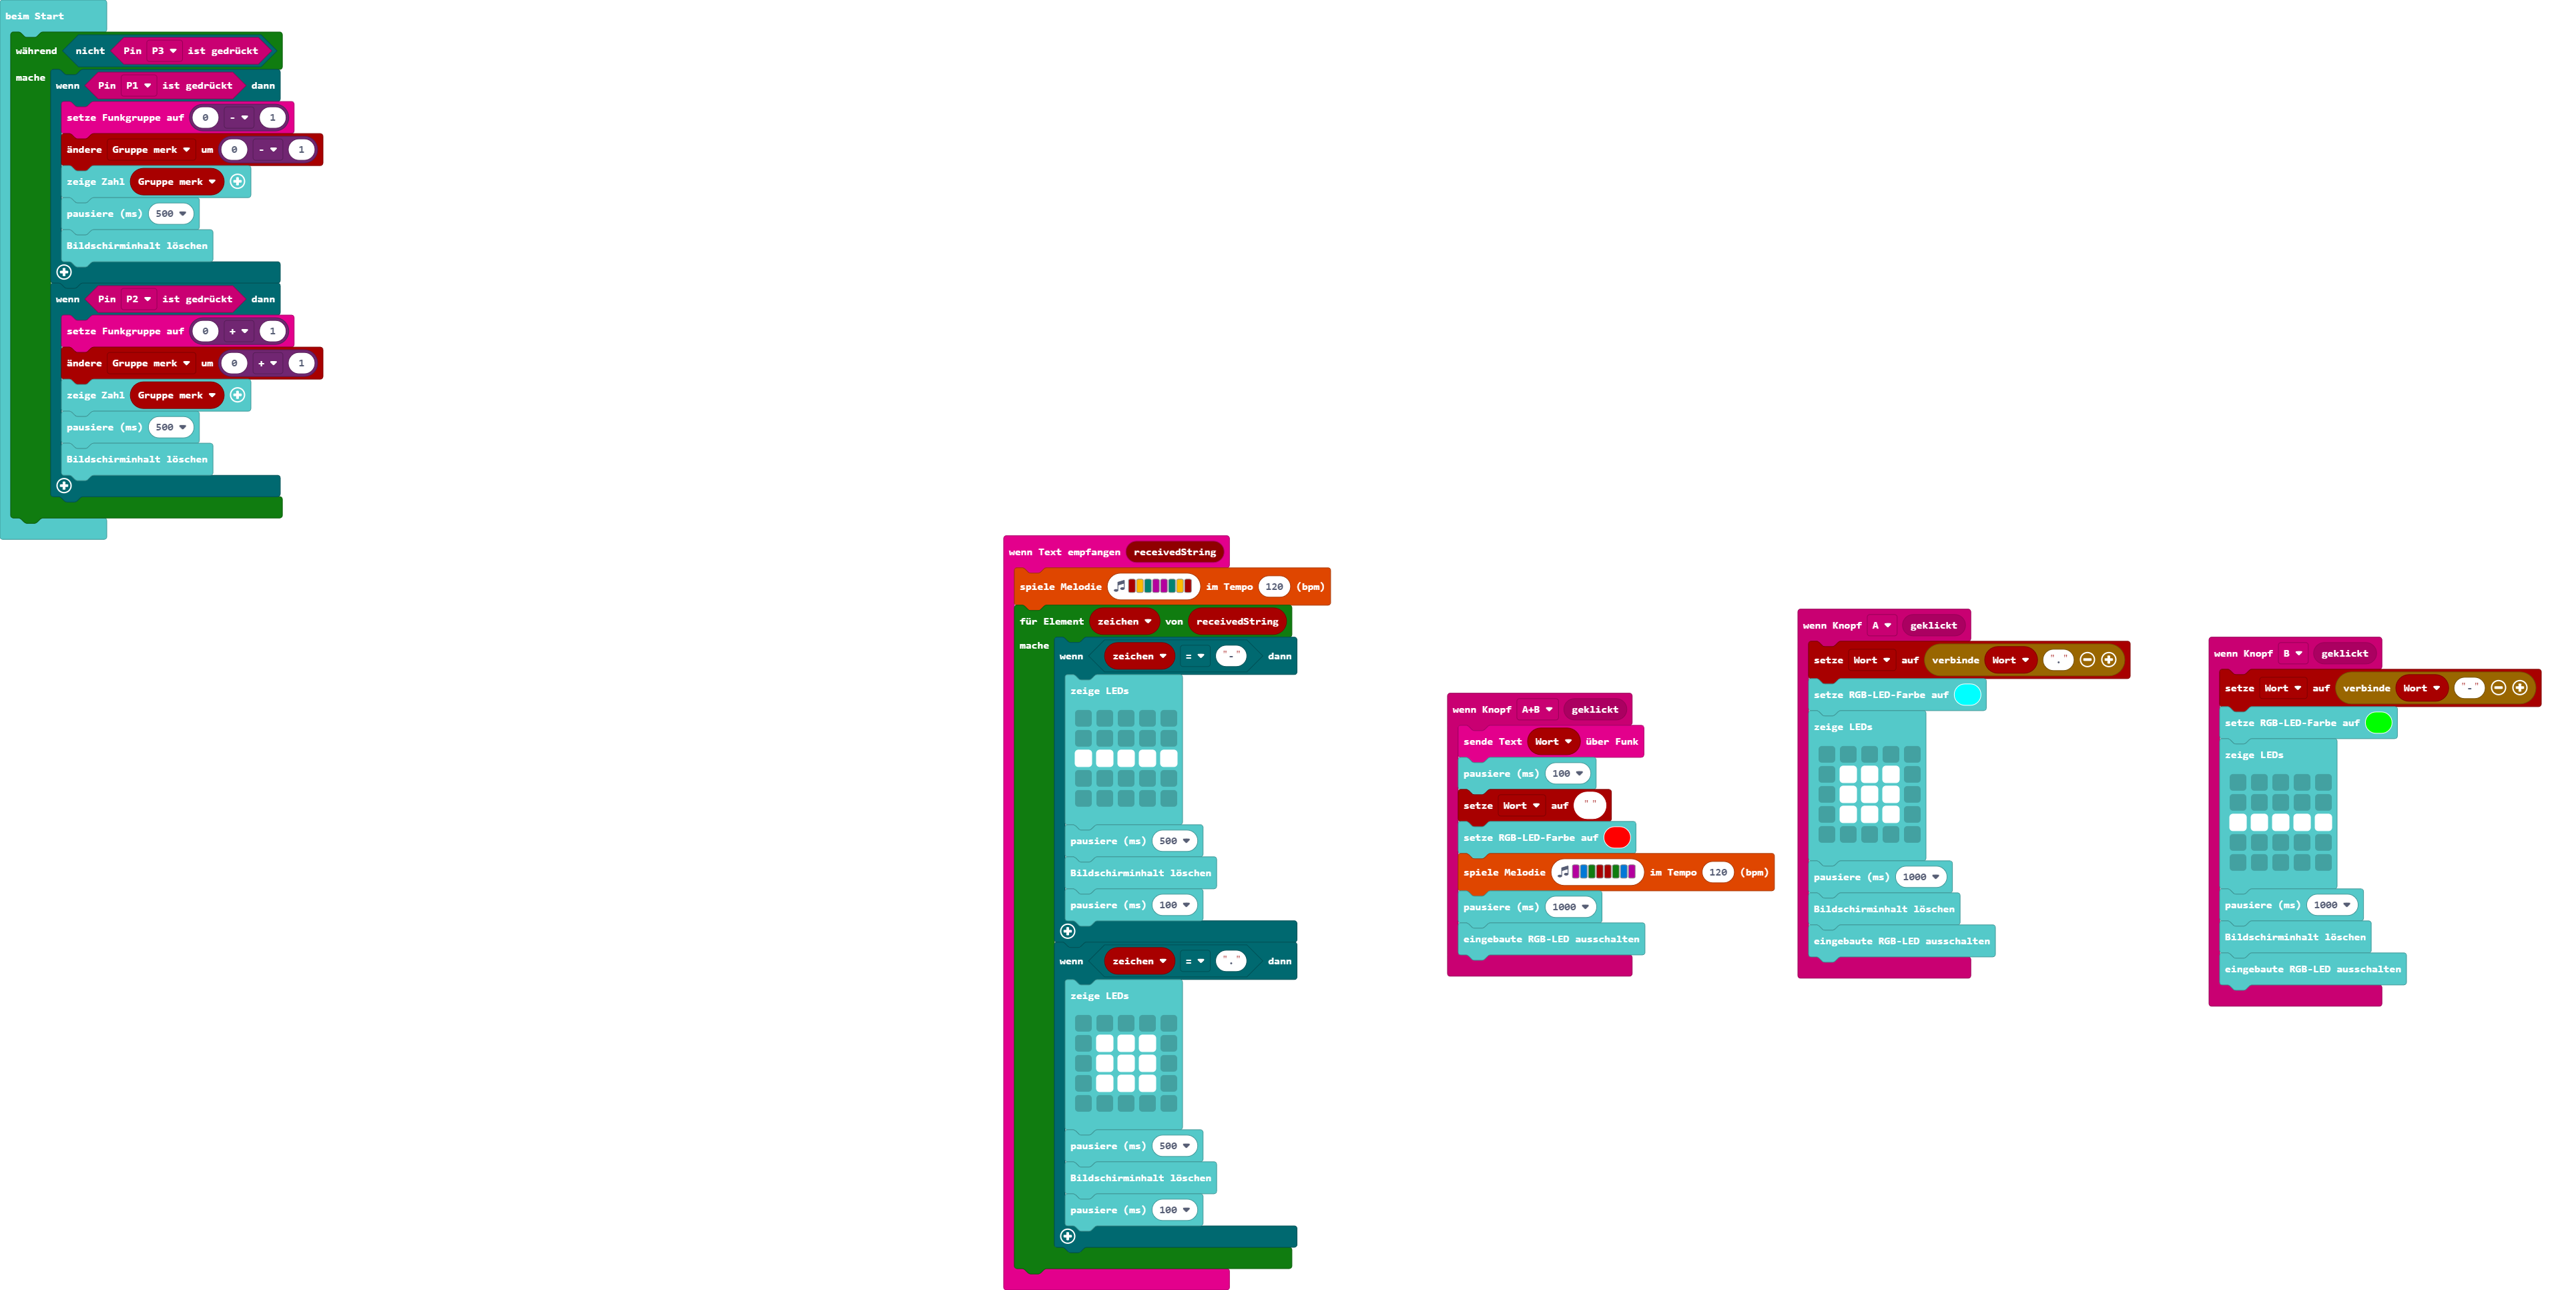 beim Start
während nicht Pin P3 ist gedrückt
mache
wenn Pin P1 ist gedrückt dann
setze Funkgruppe auf 0 - 1
ändere Gruppe merk um 0 - 1
zeige Zahl Gruppe merk
pausiere (ms) 500
Bildschirminhalt löschen
wenn Pin P2 ist gedrückt dann
setze Funkgruppe auf 0 + 1
ändere Gruppe merk um 0 + 1
zeige Zahl Gruppe merk
pausiere (ms) 500
Bildschirminhalt löschen
wenn Text empfangen receivedString
spiele Melodie im Tempo 120 (bpm)
für Element zeichen von receivedString
mache
wenn zeichen = "-" dann
zeige LEDs
pausiere (ms) 500
Bildschirminhalt löschen
pausiere (ms) 100
wenn zeichen = "." dann
zeige LEDs
pausiere (ms) 500
Bildschirminhalt löschen
pausiere (ms) 100
wenn Knopf A+B geklickt
sende Text Wort über Funk
pausiere (ms) 100
setze Wort auf " "
setze RGB-LED-Farbe auf
spiele Melodie im Tempo 120 (bpm)
pausiere (ms) 1000
eingebaute RGB-LED ausschalten
wenn Knopf A geklickt
setze Wort auf verbinde Wort "."
setze RGB-LED-Farbe auf
zeige LEDs
pausiere (ms) 1000
Bildschirminhalt löschen
eingebaute RGB-LED ausschalten
wenn Knopf B geklickt
setze Wort auf verbinde Wort "-"
setze RGB-LED-Farbe auf
zeige LEDs
pausiere (ms) 1000
Bildschirminhalt löschen
eingebaute RGB-LED ausschalten